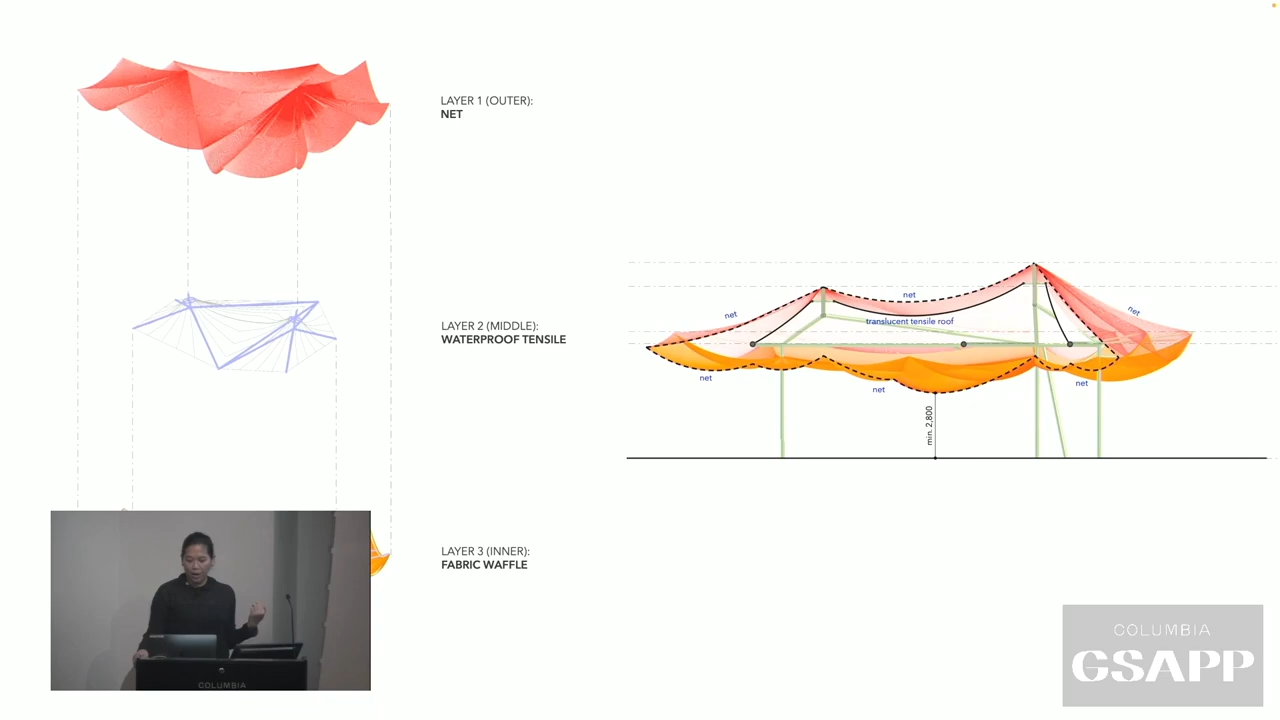 LAYER 1 (OUTER):
NET
LAYER 2 (MIDDLE):
WATERPROOF TENSILE
LAYER 3 (INNER):
FABRIC WAFFLE
net
net
net
translucent tensile roof
net
net
net
min. 2,800
COLUMBIA
COLUMBIA
GSAPP